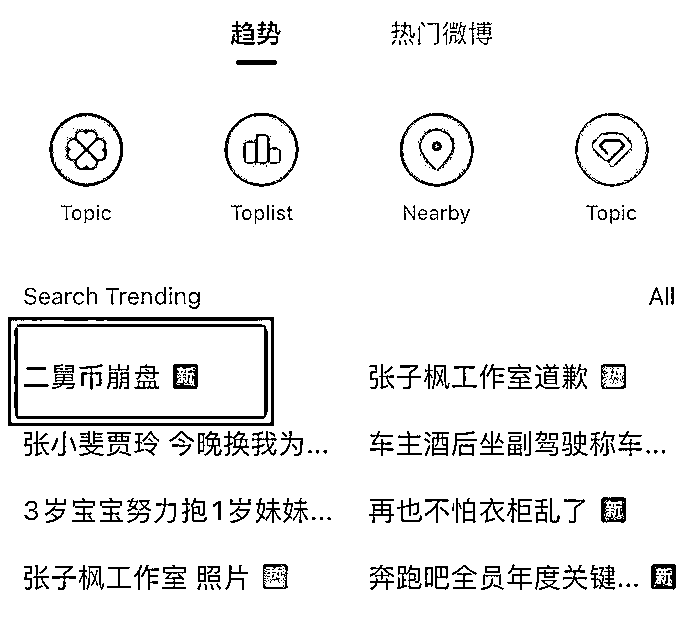 趋势 热门微博
Topic Toplist Nearby Topic
Search Trending All
二舅币崩盘 新 张子枫工作室道歉 热
张小斐贾玲 今晚换我为... 车主酒后坐副驾驶称车...
3岁宝宝努力抱1岁妹妹... 再也不怕衣柜乱了 新
张子枫工作室 照片 热 奔跑吧全员年度关键... 新